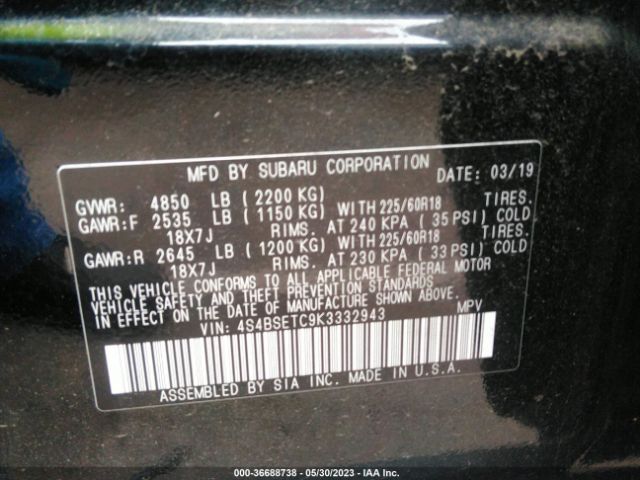 MFD BY SUBARU CORPORATION DATE: 03/19
GVWR: 4850 LB (2200 KG)
GAWR:F 2535 LB (1150 KG) WITH 225/60R18 TIRES.
18X7J RIMS. AT 240 KPA (35 PSI) COLD
GAWR:R 2645 LB (1200 KG) WITH 225/60R18 TIRES.
18X7J RIMS. AT 230 KPA (33 PSI) COLD
THIS VEHICLE CONFORMS TO ALL APPLICABLE FEDERAL MOTOR
VEHICLE SAFETY AND THEFT PREVENTION STANDARDS
IN EFFECT ON THE DATE OF MANUFACTURE SHOWN ABOVE.
VIN: 4S4BSETC9K3332943 MPV
ASSEMBLED BY SIA INC. MADE IN U.S.A.
000-36688738 - 05/30/2023 - IAA Inc.